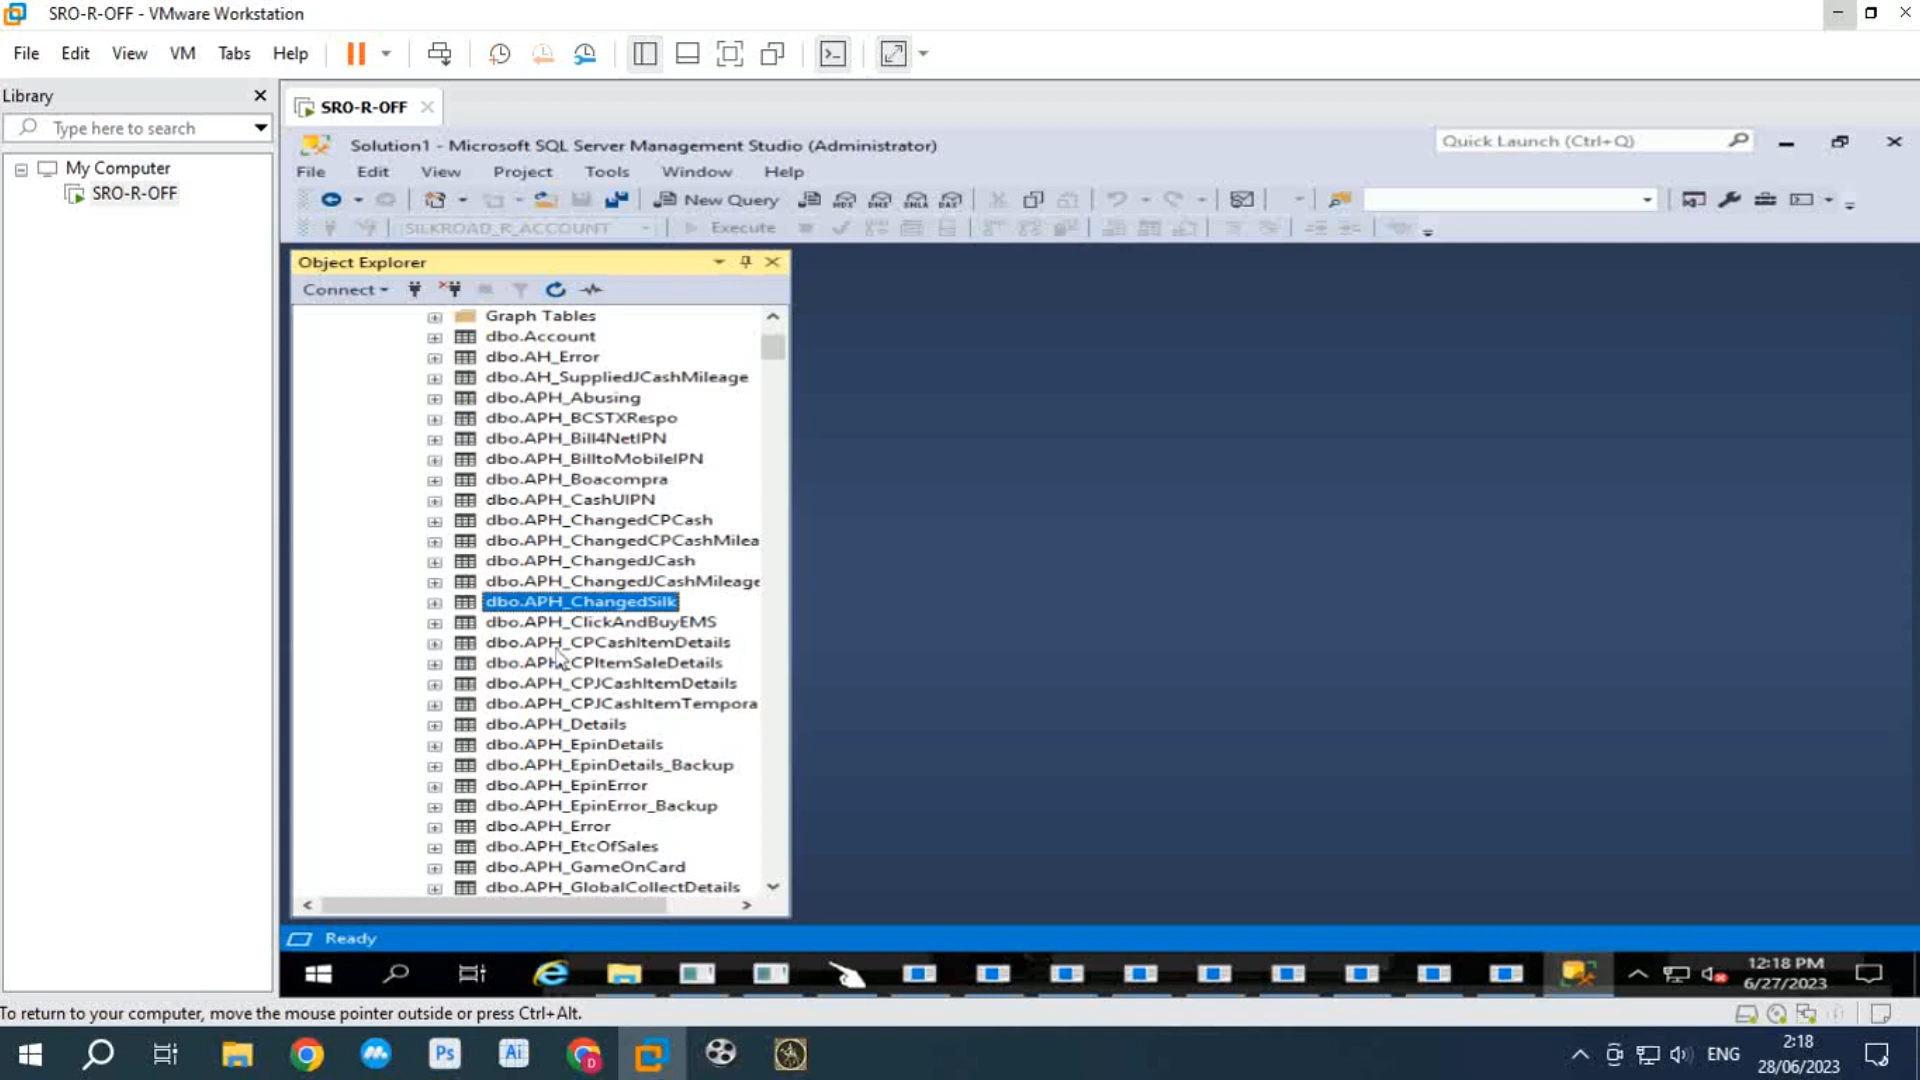 SRO-R-OFF - VMware Workstation
File Edit View VM Tabs Help
Library
Type here to search
My Computer
SRO-R-OFF
SRO-R-OFF
Solution1 - Microsoft SQL Server Management Studio (Administrator)
Quick Launch (Ctrl+Q)
File Edit View Project Tools Window Help
New Query
SILKROAD_R_ACCOUNT
Execute
Object Explorer
Connect
Graph Tables
dbo.Account
dbo.AH_Error
dbo.AH_SuppliedJCashMileage
dbo.APH_Abusing
dbo.APH_BCSTXRespo
dbo.APH_Bill4NetIPN
dbo.APH_BilltoMobileIPN
dbo.APH_Boacompra
dbo.APH_CashUIPN
dbo.APH_ChangedCPCash
dbo.APH_ChangedCPCashMilea
dbo.APH_ChangedJCash
dbo.APH_ChangedJCashMileage
dbo.APH_ChangedSilk
dbo.APH_ClickAndBuyEMS
dbo.APH_CPCashItemDetails
dbo.APH_CPItemSaleDetails
dbo.APH_CPJCashItemDetails
dbo.APH_CPJCashItemTempora
dbo.APH_Details
dbo.APH_EpinDetails
dbo.APH_EpinDetails_Backup
dbo.APH_EpinError
dbo.APH_EpinError_Backup
dbo.APH_Error
dbo.APH_EtcOfSales
dbo.APH_GameOnCard
dbo.APH_GlobalCollectDetails
Ready
12:18 PM
6/27/2023
To return to your computer, move the mouse pointer outside or press Ctrl+Alt.
Ps
Ai
D
ENG
2:18
28/06/2023